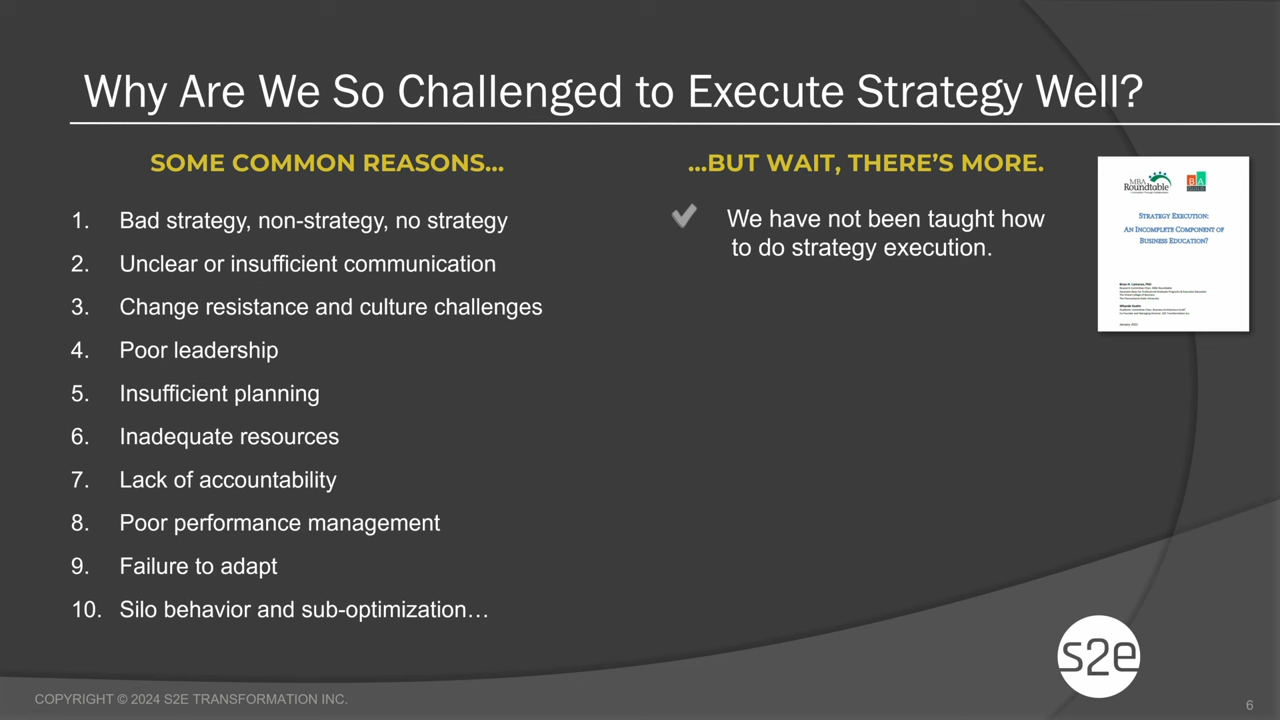 Why Are We So Challenged to Execute Strategy Well?
SOME COMMON REASONS...
1. Bad strategy, non-strategy, no strategy
2. Unclear or insufficient communication
3. Change resistance and culture challenges
4. Poor leadership
5. Insufficient planning
6. Inadequate resources
7. Lack of accountability
8. Poor performance management
9. Failure to adapt
10. Silo behavior and sub-optimization…
...BUT WAIT, THERE’S MORE.
We have not been taught how
to do strategy execution.
MBA
Roundtable
BA
STRATEGY EXECUTION:
AN INCOMPLETE COMPONENT OF
BUSINESS EDUCATION?
January 2022
s2e
COPYRIGHT © 2024 S2E TRANSFORMATION INC.
6